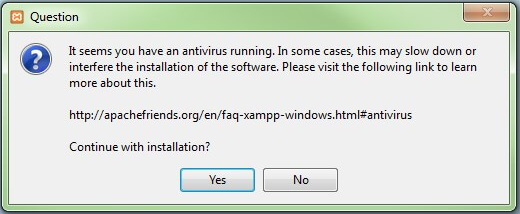 Question
It seems you have an antivirus running. In some cases, this may slow down or
interfere the installation of the software. Please visit the following link to learn
more about this.
http://apachefriends.org/en/faq-xampp-windows.html#antivirus
Continue with installation?
Yes No